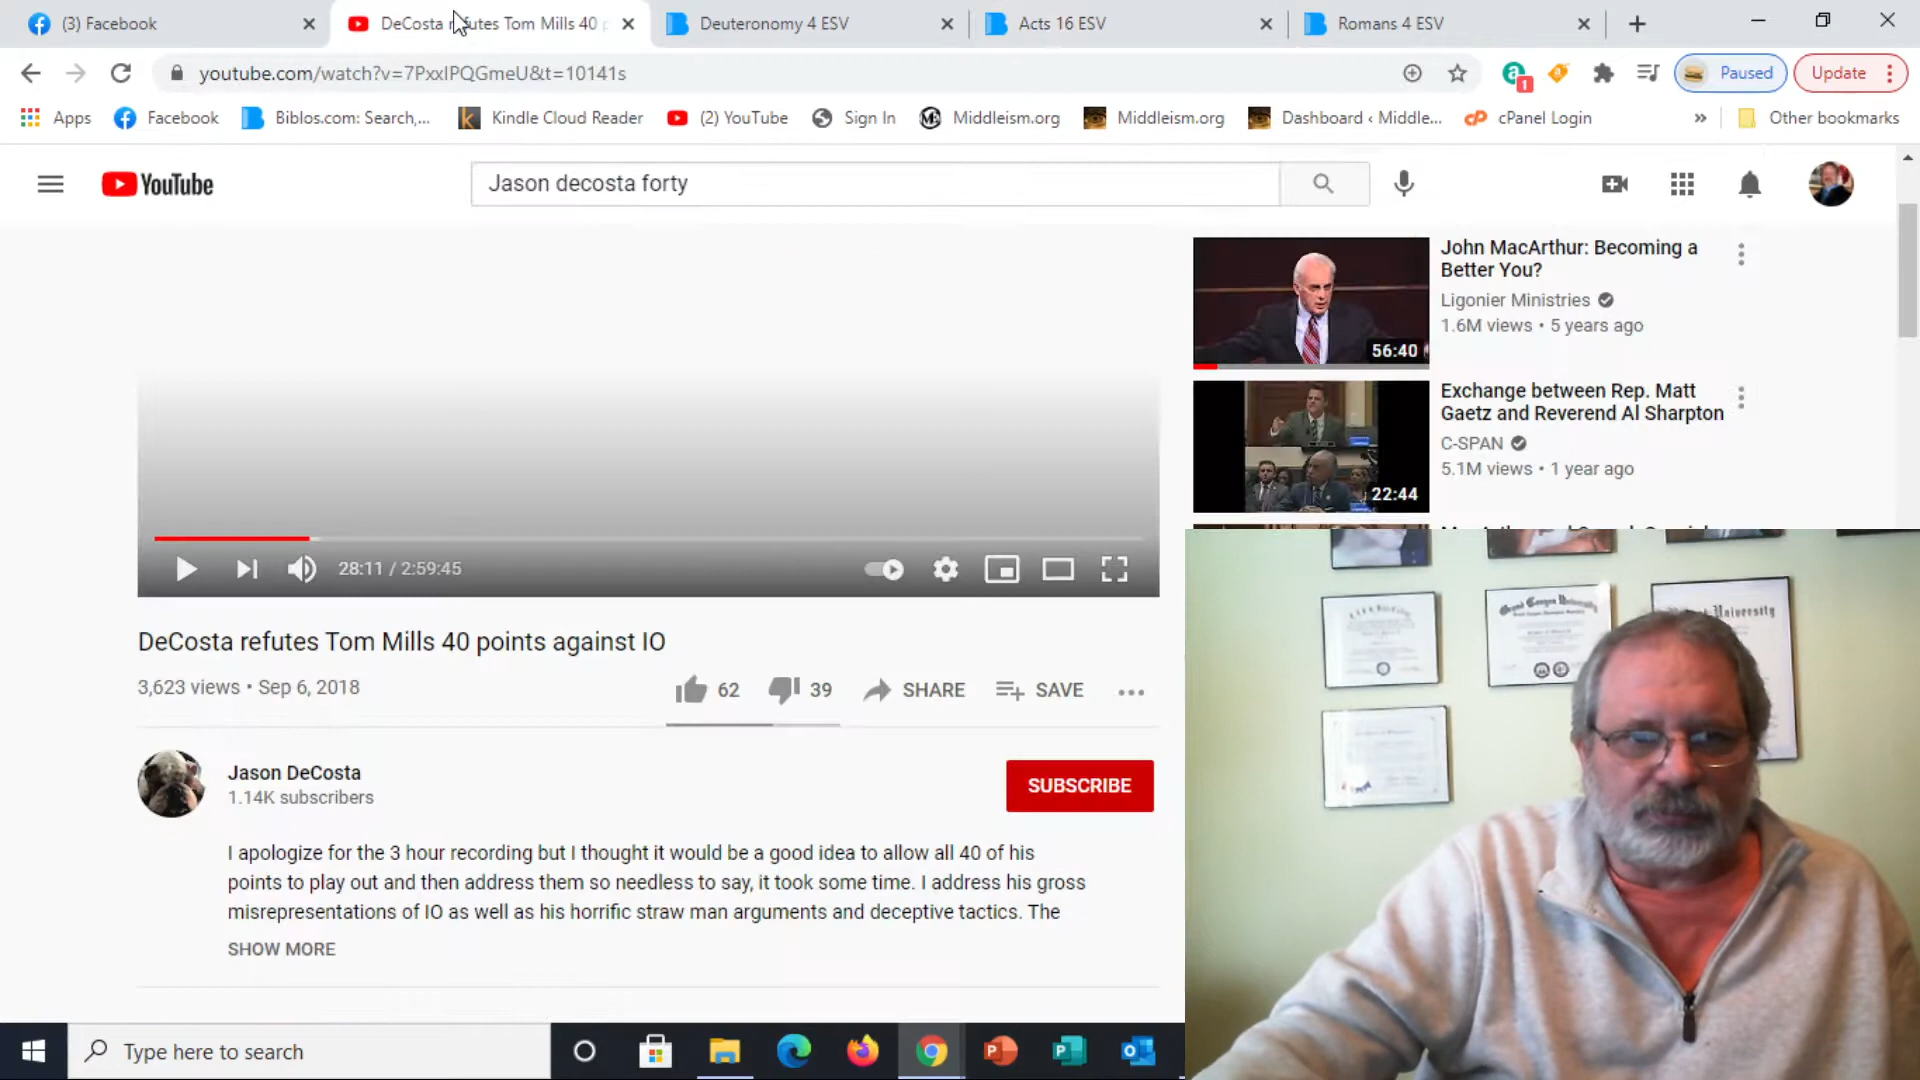 (3) Facebook
DeCosta refutes Tom Mills 40
Deuteronomy 4 ESV
Acts 16 ESV
Romans 4 ESV
youtube.com/watch?v=7PxxIPQGmeU&t=10141s
1
Paused
Update
Apps
Facebook
Biblos.com: Search,...
Kindle Cloud Reader
(2) YouTube
Sign In
Middleism.org
Middleism.org
Dashboard ‹ Middle...
cPanel Login
»
Other bookmarks
YouTube
Jason decosta forty
John MacArthur: Becoming a
Better You?
Ligonier Ministries
1.6M views • 5 years ago
56:40
Exchange between Rep. Matt
Gaetz and Reverend Al Sharpton
C-SPAN
5.1M views • 1 year ago
22:44
28:11 / 2:59:45
DeCosta refutes Tom Mills 40 points against IO
3,623 views • Sep 6, 2018
62
39
SHARE
SAVE
Jason DeCosta
1.14K subscribers
SUBSCRIBE
I apologize for the 3 hour recording but I thought it would be a good idea to allow all 40 of his
points to play out and then address them so needless to say, it took some time. I address his gross
misrepresentations of IO as well as his horrific straw man arguments and deceptive tactics. The
SHOW MORE
Grand Canyon University
University
Type here to search